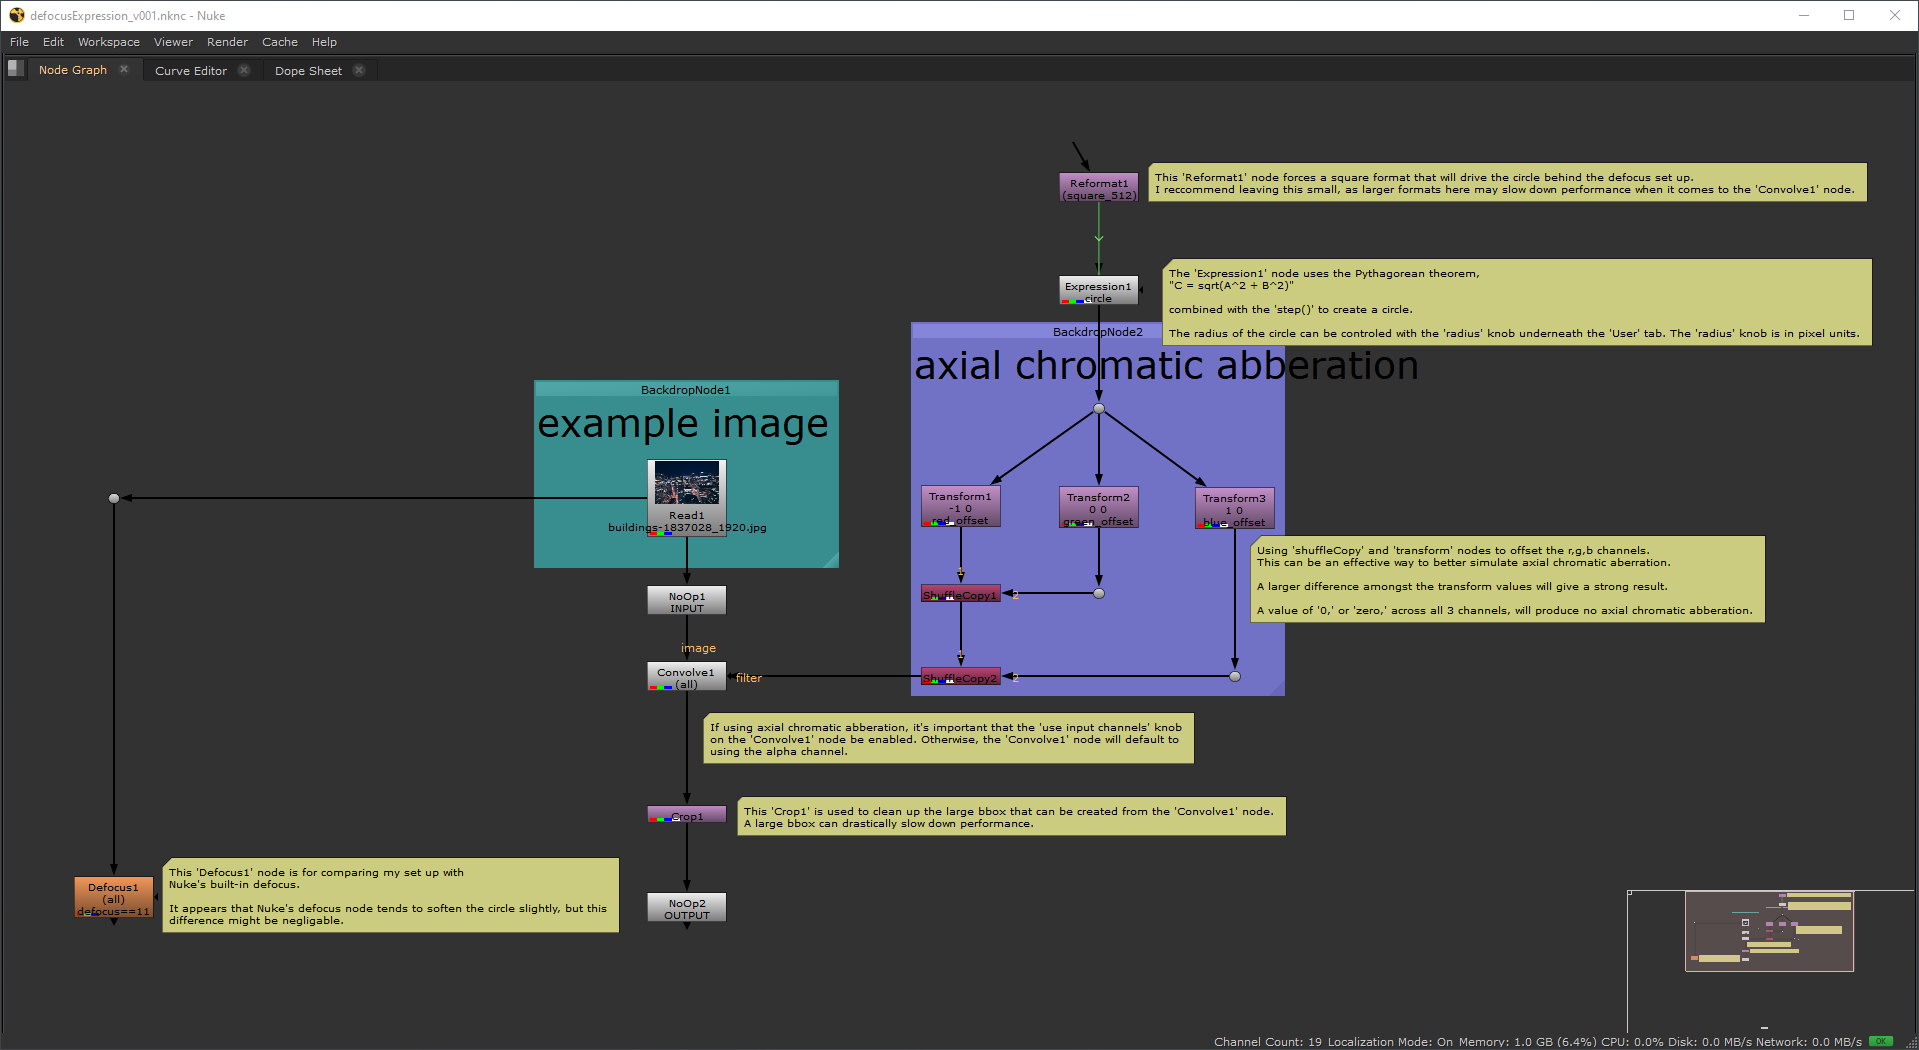 defocusExpression_v001.nknc - Nuke
File Edit Workspace Viewer Render Cache Help
Node Graph
Curve Editor
Dope Sheet
Reformat1
(square_512)
This 'Reformat1' node forces a square format that will drive the circle behind the defocus set up.
I reccommend leaving this small, as larger formats here may slow down performance when it comes to the 'Convolve1' node.
Expression1
circle
The 'Expression1' node uses the Pythagorean theorem,
"C = sqrt(A^2 + B^2)"
combined with the 'step()' to create a circle.
The radius of the circle can be controled with the 'radius' knob underneath the 'User' tab. The 'radius' knob is in pixel units.
BackdropNode2
axial chromatic abberation
BackdropNode1
example image
Read1
buildings-1837028_1920.jpg
Transform1
-1 0
red_offset
Transform2
0 0
green_offset
Transform3
1 0
blue_offset
Using 'shuffleCopy' and 'transform' nodes to offset the r,g,b channels.
This can be an effective way to better simulate axial chromatic aberration.
A larger difference amongst the transform values will give a strong result.
A value of '0,' or 'zero,' across all 3 channels, will produce no axial chromatic abberation.
1
ShuffleCopy1
2
NoOp1
INPUT
image
1
Convolve1
(all)
filter
ShuffleCopy2
2
If using axial chromatic abberation, it's important that the 'use input channels' knob
on the 'Convolve1' node be enabled. Otherwise, the 'Convolve1' node will default to
using the alpha channel.
Crop1
This 'Crop1' is used to clean up the large bbox that can be created from the 'Convolve1' node.
A large bbox can drastically slow down performance.
Defocus1
(all)
defocus==11
This 'Defocus1' node is for comparing my set up with
Nuke's built-in defocus.
It appears that Nuke's defocus node tends to soften the circle slightly, but this
difference might be negligable.
NoOp2
OUTPUT
Channel Count: 19 Localization Mode: On Memory: 1.0 GB (6.4%) CPU: 0.0% Disk: 0.0 MB/s Network: 0.0 MB/s OK